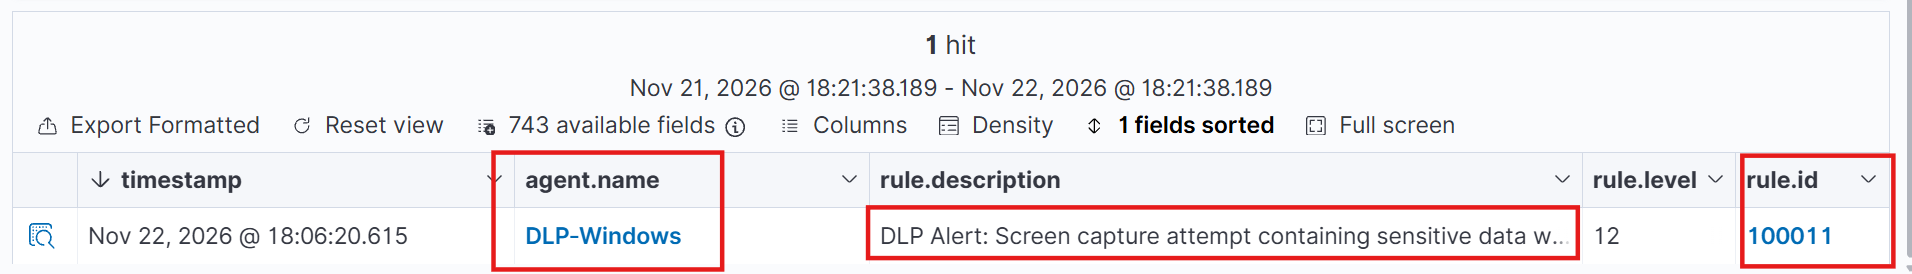 1 hit
Nov 21, 2026 @ 18:21:38.189 - Nov 22, 2026 @ 18:21:38.189
Export Formatted Reset view 743 available fields Columns Density 1 fields sorted Full screen
timestamp agent.name rule.description rule.level rule.id
Nov 22, 2026 @ 18:06:20.615 DLP-Windows DLP Alert: Screen capture attempt containing sensitive data w... 12 100011